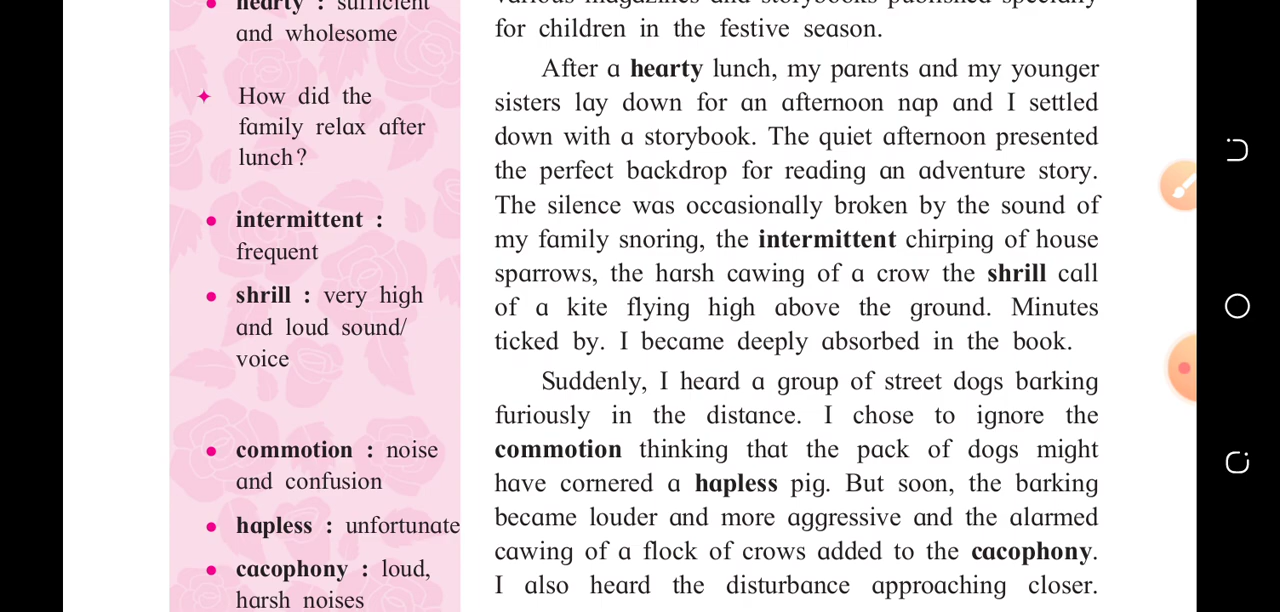 hearty : sufficient
and wholesome
How did the
family relax after
lunch?
intermittent :
frequent
shrill : very high
and loud sound/
voice
commotion : noise
and confusion
hapless : unfortunate
cacophony : loud,
harsh noises
various magazines and storybooks published specially
for children in the festive season.
After a hearty lunch, my parents and my younger
sisters lay down for an afternoon nap and I settled
down with a storybook. The quiet afternoon presented
the perfect backdrop for reading an adventure story.
The silence was occasionally broken by the sound of
my family snoring, the intermittent chirping of house
sparrows, the harsh cawing of a crow the shrill call
of a kite flying high above the ground. Minutes
ticked by. I became deeply absorbed in the book.
Suddenly, I heard a group of street dogs barking
furiously in the distance. I chose to ignore the
commotion thinking that the pack of dogs might
have cornered a hapless pig. But soon, the barking
became louder and more aggressive and the alarmed
cawing of a flock of crows added to the cacophony.
I also heard the disturbance approaching closer.